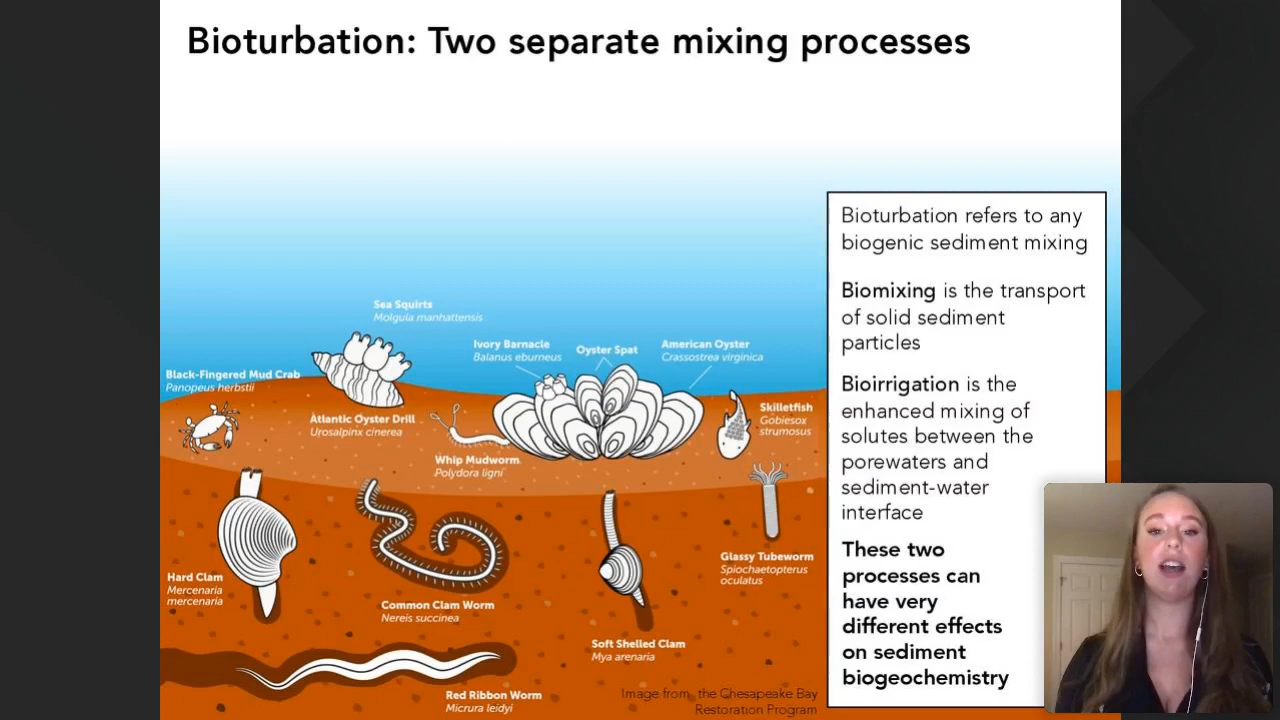 Bioturbation: Two separate mixing processes
Bioturbation refers to any
biogenic sediment mixing
Biomixing is the transport
of solid sediment
particles
Bioirrigation is the
enhanced mixing of
solutes between the
porewaters and
sediment-water
interface
These two
processes can
have very
different effects
on sediment
biogeochemistry
Sea Squirts
Molgula manhattensis
Ivory Barnacle
Balanus eburneus
Oyster Spat
American Oyster
Crassostrea virginica
Black-Fingered Mud Crab
Panopeus herbstii
Atlantic Oyster Drill
Urosalpinx cinerea
Skilletfish
Gobiesox
strumosus
Whip Mudworm
Polydora ligni
Glassy Tubeworm
Spiochaetopterus
oculatus
Hard Clam
Mercenaria
mercenaria
Common Clam Worm
Nereis succinea
Soft Shelled Clam
Mya arenaria
Red Ribbon Worm
Micrura leidyi
Image from the Chesapeake Bay
Restoration Program